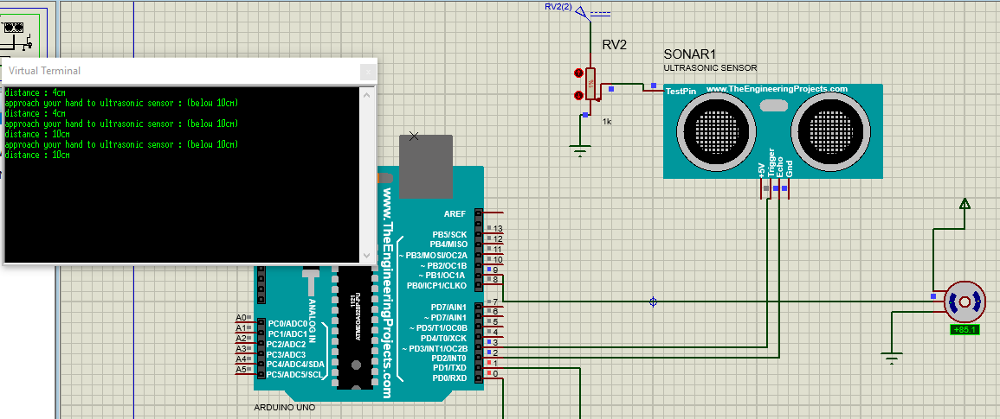 RV2(2)
RV2
1%
1k
SONAR1
ULTRASONIC SENSOR
TestPin
www.TheEngineeringProjects.com
+5V
Trigger
Echo
Gnd
Virtual Terminal
distance : 4cm
approach your hand to ultrasonic sensor : (below 10cm)
distance : 4cm
approach your hand to ultrasonic sensor : (below 10cm)
distance : 10cm
approach your hand to ultrasonic sensor : (below 10cm)
distance : 10cm
www.TheEngineeringProjects.com
AREF
PB5/SCK 13
PB4/MISO 12
~ PB3/MOSI/OC2A 11
~ PB2/OC1B 10
~ PB1/OC1A 9
PB0/ICP1/CLKO 8
PD7/AIN1 7
~ PD7/AIN1 6
~ PD5/T1/OC0B 5
PD4/T0/XCK 4
~ PD3/INT1/OC2B 3
PD2/INT0 2
PD1/TXD 1
PD0/RXD 0
ANALOG IN
1121
ATMEGA328P-PU
A0 PC0/ADC0
A1 PC1/ADC1
A2 PC2/ADC2
A3 PC3/ADC3
A4 PC4/ADC4/SDA
A5 PC5/ADC5/SCL
ARDUINO UNO
+85.1